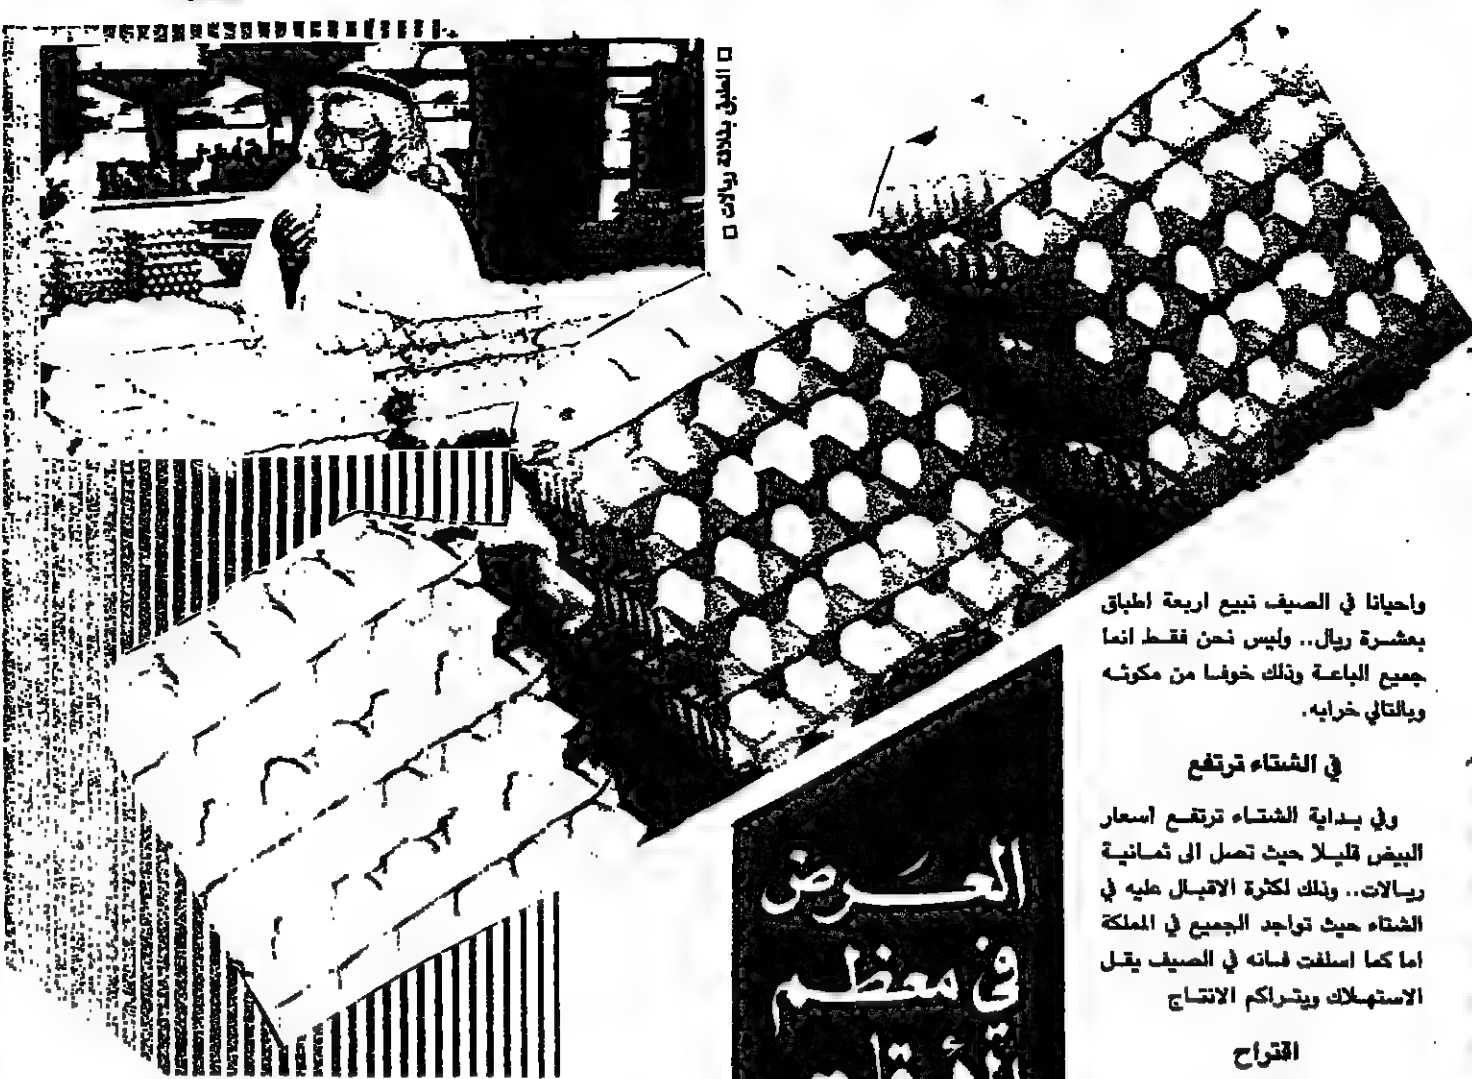 □ الطبق بثلاثة ريالات □
واحيانا في الصيف نبيع اربعة اطباق
بعشرة ريال.. وليس نحن فقط انما
جميع الباعة وذلك خوفا من مكوثه
وبالتالي خرابه.
في الشتاء ترتفع
وفي بداية الشتاء ترتفع أسعار
البيض قليلا حيث تصل الى ثمانية
ريالات.. وذلك لكثرة الاقبال عليه في
الشتاء حيث تواجد الجميع في المملكة
اما كما اسلفت فانه في الصيف يقل
الاستهلاك ويتراكم الانتاج
اقتراح
العرض
في معظم